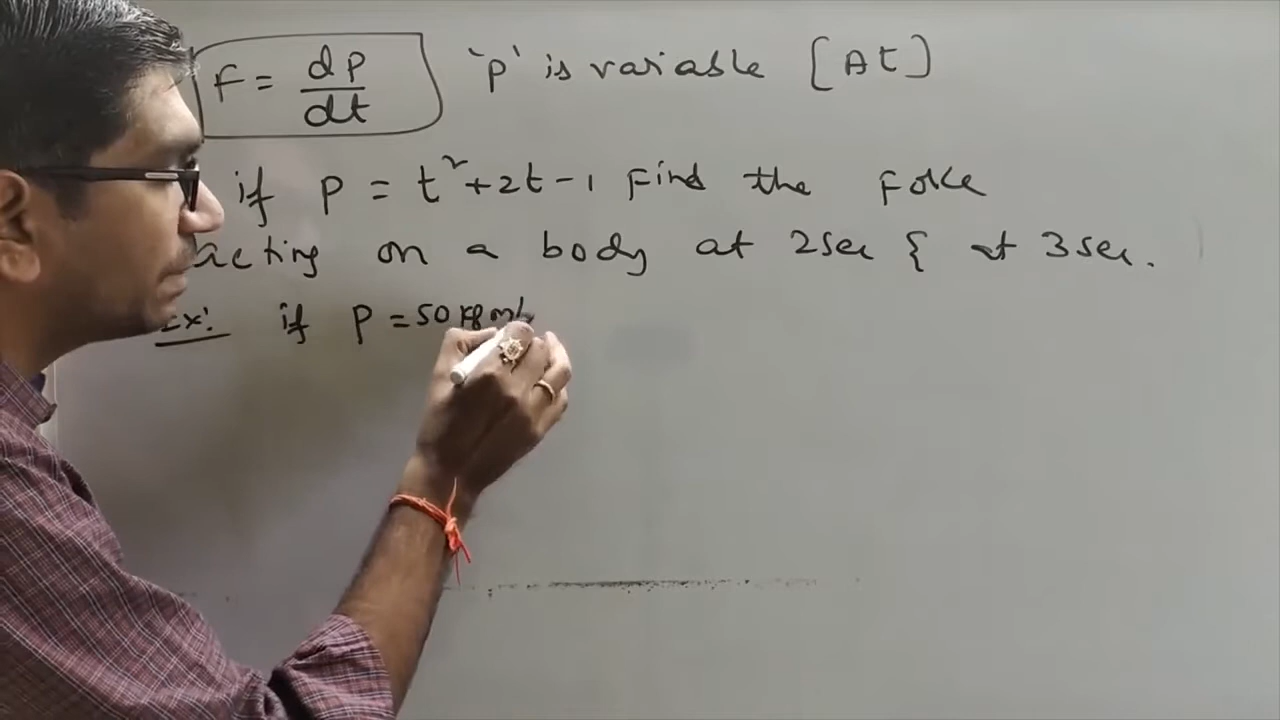 F = dP/dt 'P' is variable [At]
if P = t²+2t-1 Find the Force
acting on a body at 2sec { at 3sec.
Ex: if P = 50 kg m/